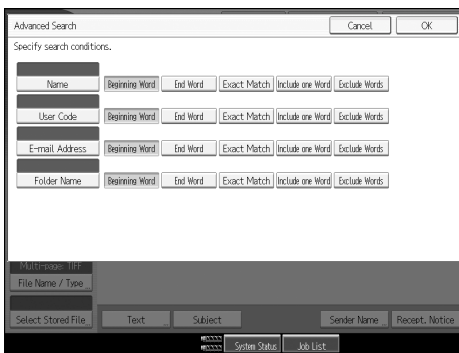 Advanced Search Cancel OK
Specify search conditions.
Name Beginning Word End Word Exact Match Include one Word Exclude Words
User Code Beginning Word End Word Exact Match Include one Word Exclude Words
E-mail Address Beginning Word End Word Exact Match Include one Word Exclude Words
Folder Name Beginning Word End Word Exact Match Include one Word Exclude Words
Multi-page: TIFF
File Name / Type
Select Stored File Text Subject Sender Name Recept. Notice
System Status Job List